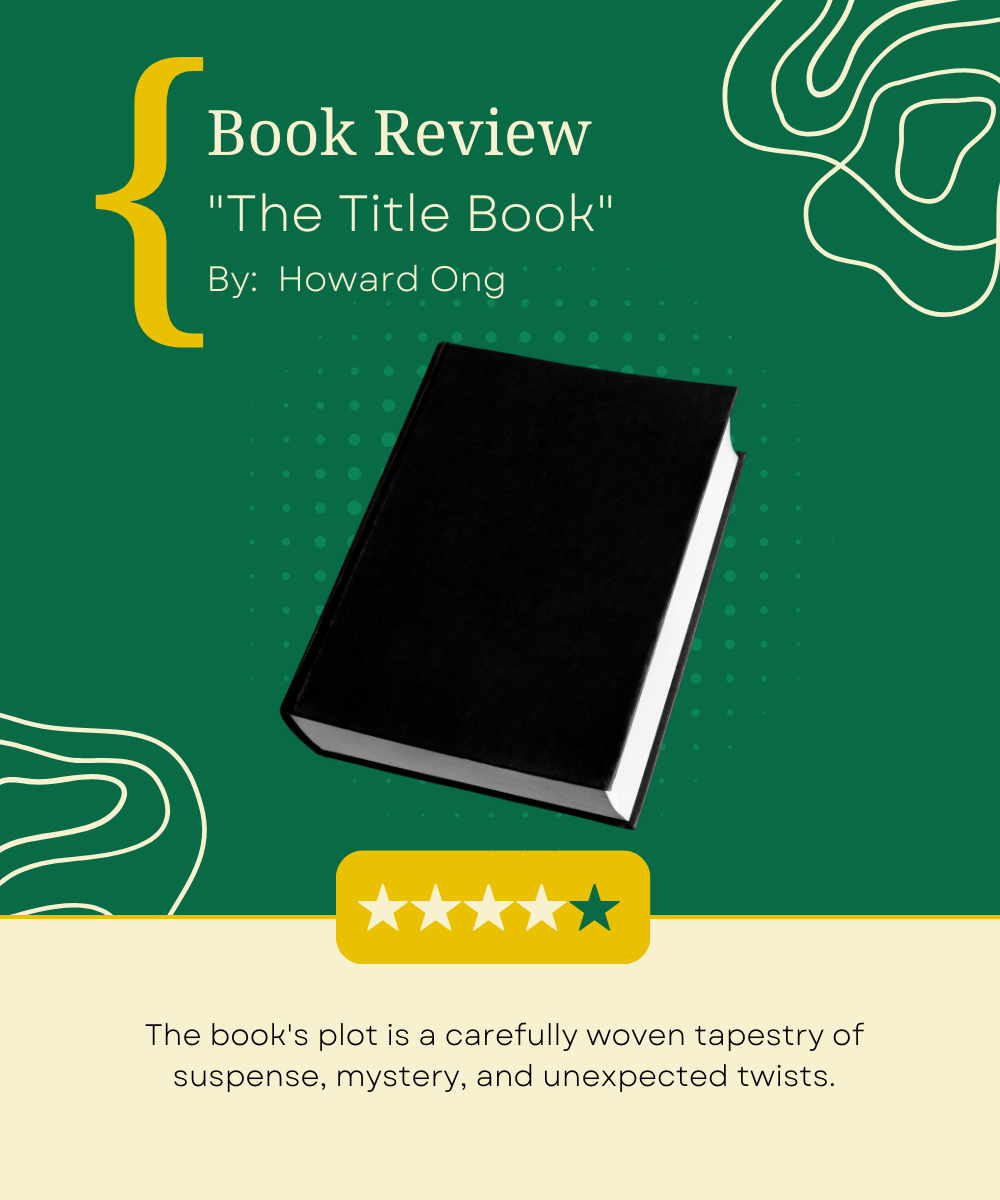 Book Review
"The Title Book"
By: Howard Ong
The book's plot is a carefully woven tapestry of
suspense, mystery, and unexpected twists.